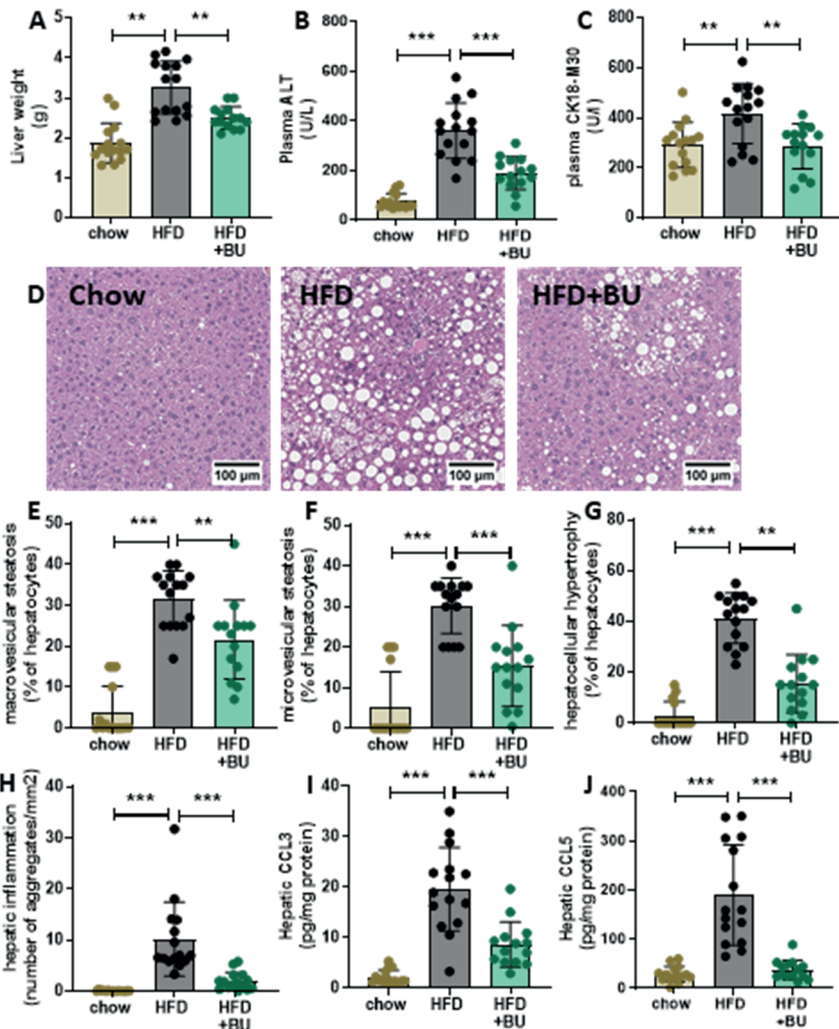 A
** **
Liver weight
(g)
5
4
3
2
1
0
chow HFD HFD
+BU
B
*** ***
Plasma ALT
(U/L)
800
600
400
200
0
chow HFD HFD
+BU
C
** **
plasma CK18-M30
(U/l)
800
600
400
200
0
chow HFD HFD
+BU
D
Chow
100 µm
HFD
100 µm
HFD+BU
100 µm
E
*** **
macrovesicular steatosis
(% of hepatocytes)
50
40
30
20
10
0
chow HFD HFD
+BU
F
*** ***
microvesicular steatosis
(% of hepatocytes)
50
40
30
20
10
0
chow HFD HFD
+BU
G
*** **
hepatocellular hypertrophy
(% of hepatocytes)
80
60
40
20
0
chow HFD HFD
+BU
H
*** ***
hepatic inflammation
(number of aggregates/mm2)
40
30
20
10
0
chow HFD HFD
+BU
I
*** ***
Hepatic CCL3
(pg/mg protein)
40
30
20
10
0
chow HFD HFD
+BU
J
*** ***
Hepatic CCL5
(pg/mg protein)
400
300
200
100
0
chow HFD HFD
+BU